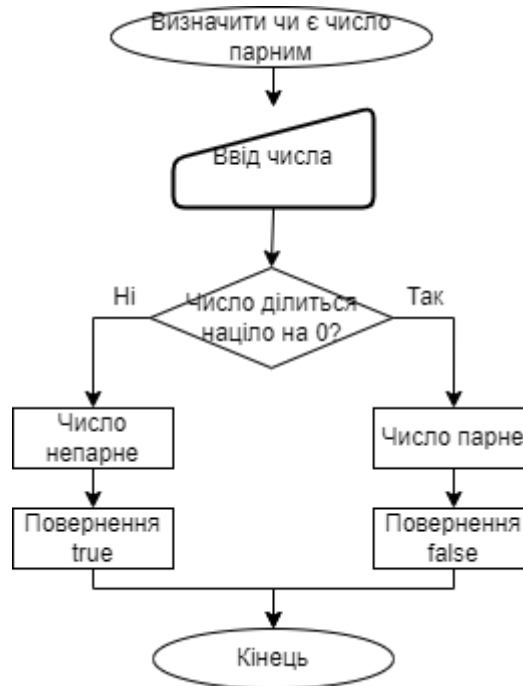 Визначити чи є число
парним
Ввід числа
Ні
Число ділиться
націло на 0?
Так
Число
непарне
Число парне
Повернення
true
Повернення
false
Кінець